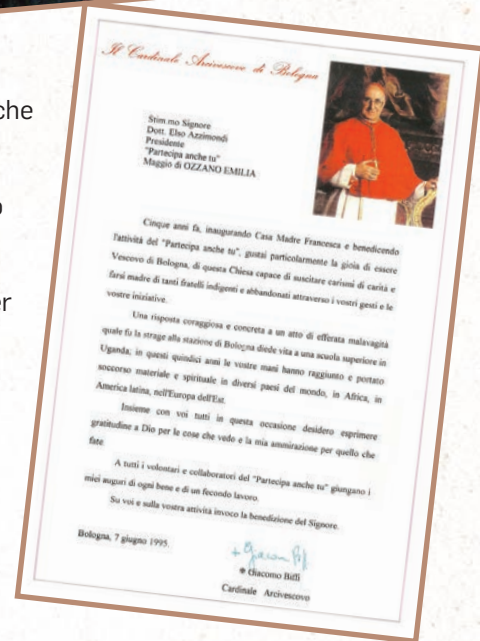 che
o
er
Il Cardinale Arcivescovo di Bologna
Stim.mo Signore
Dott. Elso Azzimondi
Presidente
"Partecipa anche tu"
Maggio di OZZANO EMILIA
Cinque anni fa, inaugurando Casa Madre Francesca e benedicendo
l'attività del "Partecipa anche tu", gustai particolarmente la gioia di essere
Vescovo di Bologna, di questa Chiesa capace di suscitare carismi di carità e
farsi madre di tanti fratelli indigenti e abbandonati attraverso i vostri gesti e le
vostre iniziative.
Una risposta coraggiosa e concreta a un atto di efferata malavagità
quale fu la strage alla stazione di Bologna diede vita a una scuola superiore in
Uganda; in questi quindici anni le vostre mani hanno raggiunto e portato
soccorso materiale e spirituale in diversi paesi del mondo, in Africa, in
America latina, nell'Europa dell'Est.
Insieme con voi tutti in questa occasione desidero esprimere
gratitudine a Dio per le cose che vedo e la mia ammirazione per quello che
fate.
A tutti i volontari e collaboratori del "Partecipa anche tu" giungano i
miei auguri di ogni bene e di un fecondo lavoro.
Su voi e sulla vostra attività invoco la benedizione del Signore.
Bologna, 7 giugno 1995.
+ Giacomo Biffi
* Giacomo Biffi
Cardinale Arcivescovo